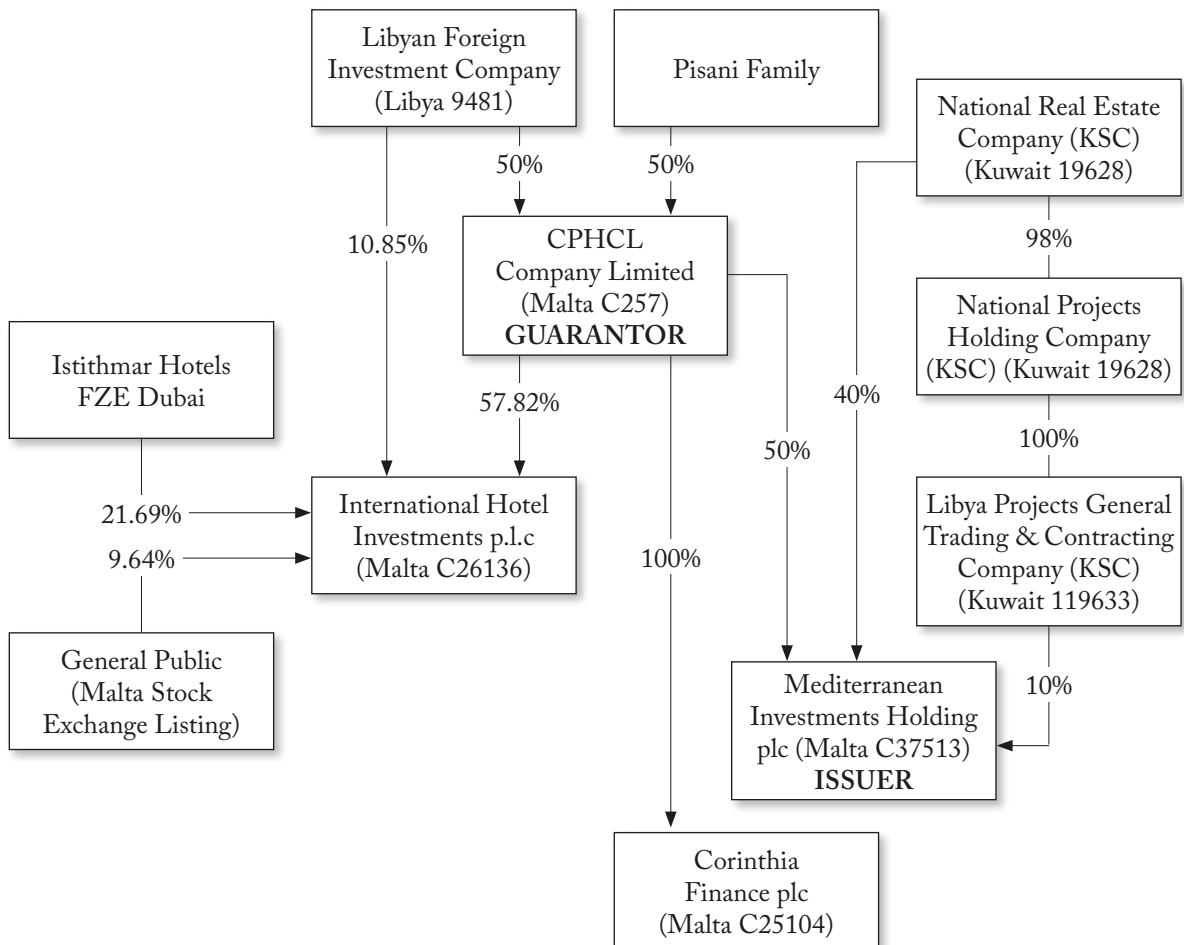 Libyan Foreign
Investment Company
(Libya 9481)
Pisani Family
National Real Estate
Company (KSC)
(Kuwait 19628)
50%
50%
10.85%
98%
CPHCL
Company Limited
(Malta C257)
GUARANTOR
National Projects
Holding Company
(KSC) (Kuwait 19628)
Istithmar Hotels
FZE Dubai
57.82%
40%
50%
100%
21.69%
9.64%
International Hotel
Investments p.l.c
(Malta C26136)
100%
Libya Projects General
Trading & Contracting
Company (KSC)
(Kuwait 119633)
General Public
(Malta Stock
Exchange Listing)
Mediterranean
Investments Holding
plc (Malta C37513)
ISSUER
10%
Corinthia
Finance plc
(Malta C25104)